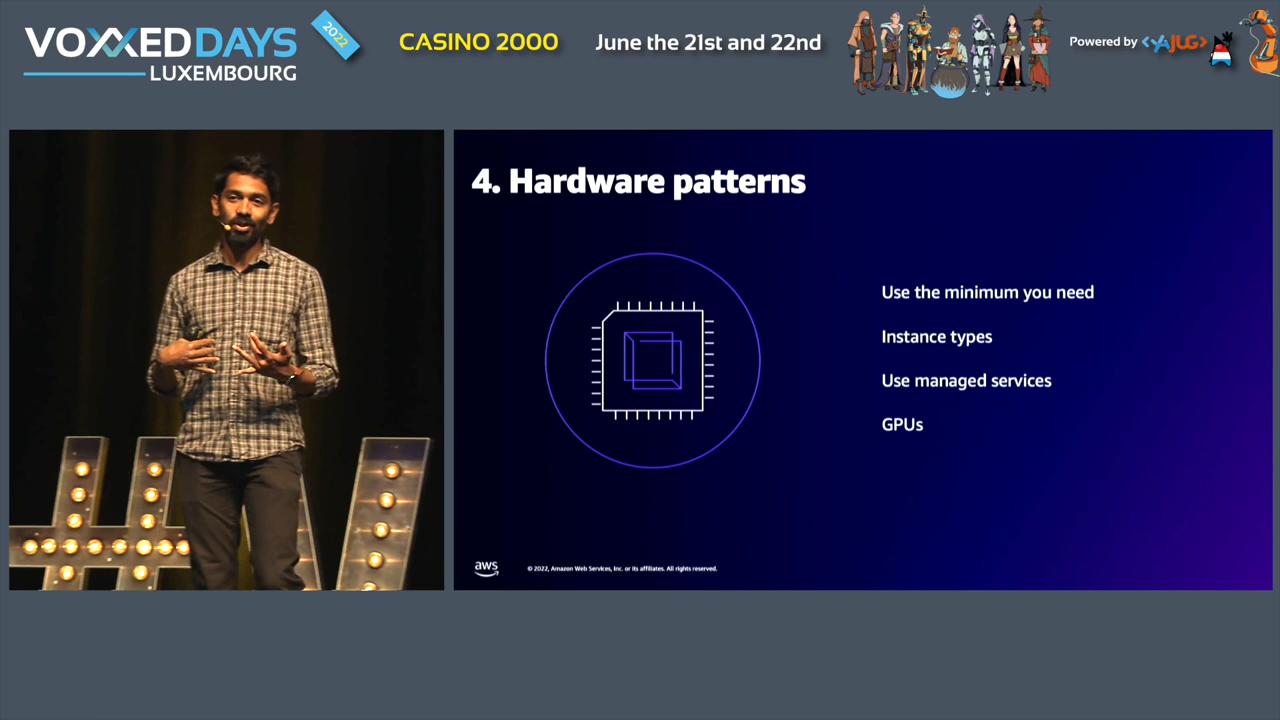 VOXXEDDAYS
LUXEMBOURG
2022
CASINO 2000
June the 21st and 22nd
Powered by <YAJUG>
4. Hardware patterns
Use the minimum you need
Instance types
Use managed services
GPUs
aws
© 2022, Amazon Web Services, Inc. or its affiliates. All rights reserved.